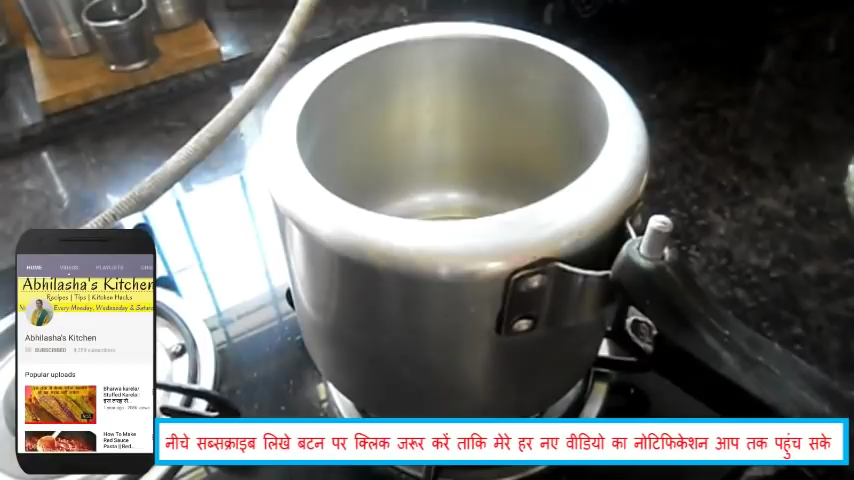 HOME VIDEOS PLAYLISTS
Abhilasha's Kitchen
Recipes | Tips | Kitchen Hacks
Every Monday, Wednesday &
Abhilasha's Kitchen
SUBSCRIBED
Popular uploads
Bharwa karela/
Stuffed Karela -
How To Make
Red Sauce
Pasta || Red...
नीचे सब्सक्राइब लिखे बटन पर क्लिक जरूर करें ताकि मेरे हर नए वीडियो का नोटिफिकेशन आप तक पहुंच सके